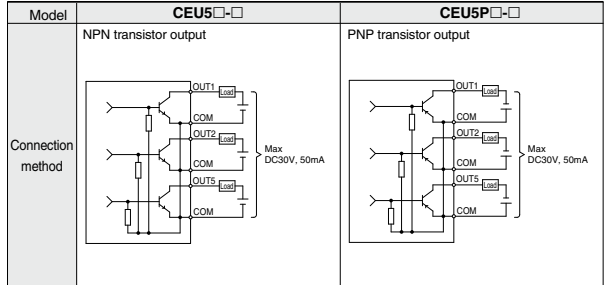 Model CEU5□-□ CEU5P□-□
Connection method
NPN transistor output
OUT1 Load
COM
OUT2 Load
COM
OUT5 Load
COM
Max
DC30V, 50mA
PNP transistor output
OUT1 Load
COM
OUT2 Load
COM
OUT5 Load
COM
Max
DC30V, 50mA